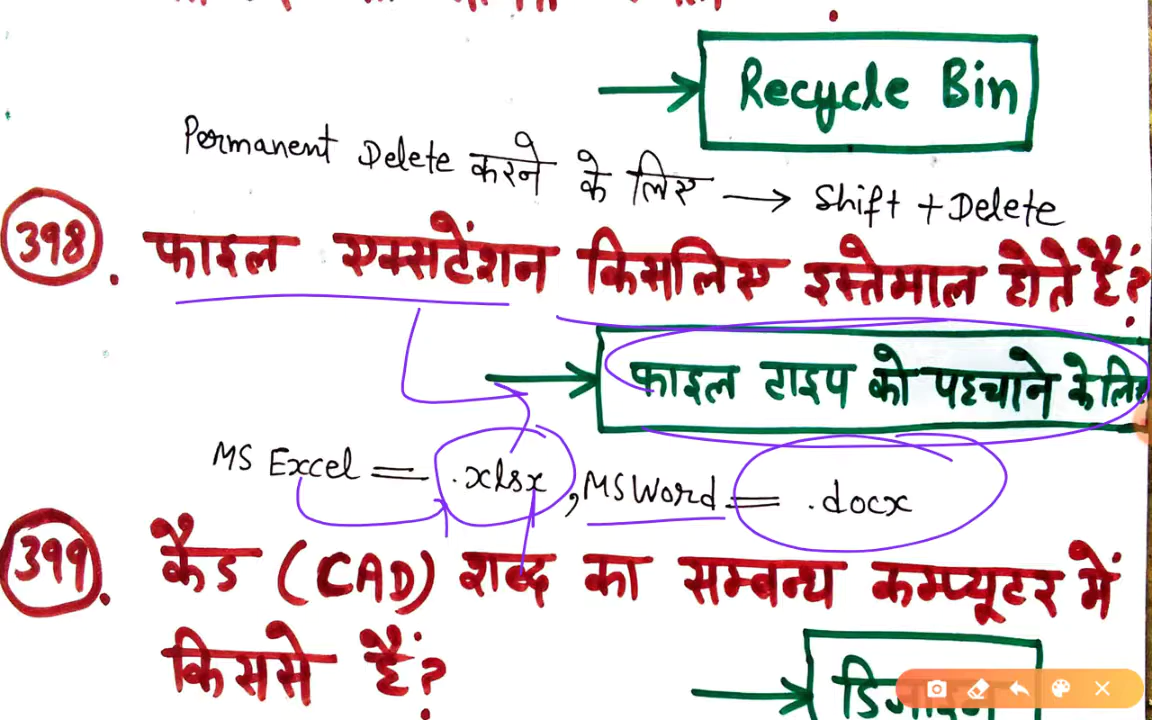 Recycle Bin
Permanent Delete करने के लिए → Shift + Delete
398. फाइल एक्सटेंशन किसलिए इस्तेमाल होते हैं?
फाइल टाइप को पहचाने के लिए
MS Excel = .xlsx, MS Word = .docx
399. कैड (CAD) शब्द का सम्बन्ध कम्प्यूटर में
किससे है?